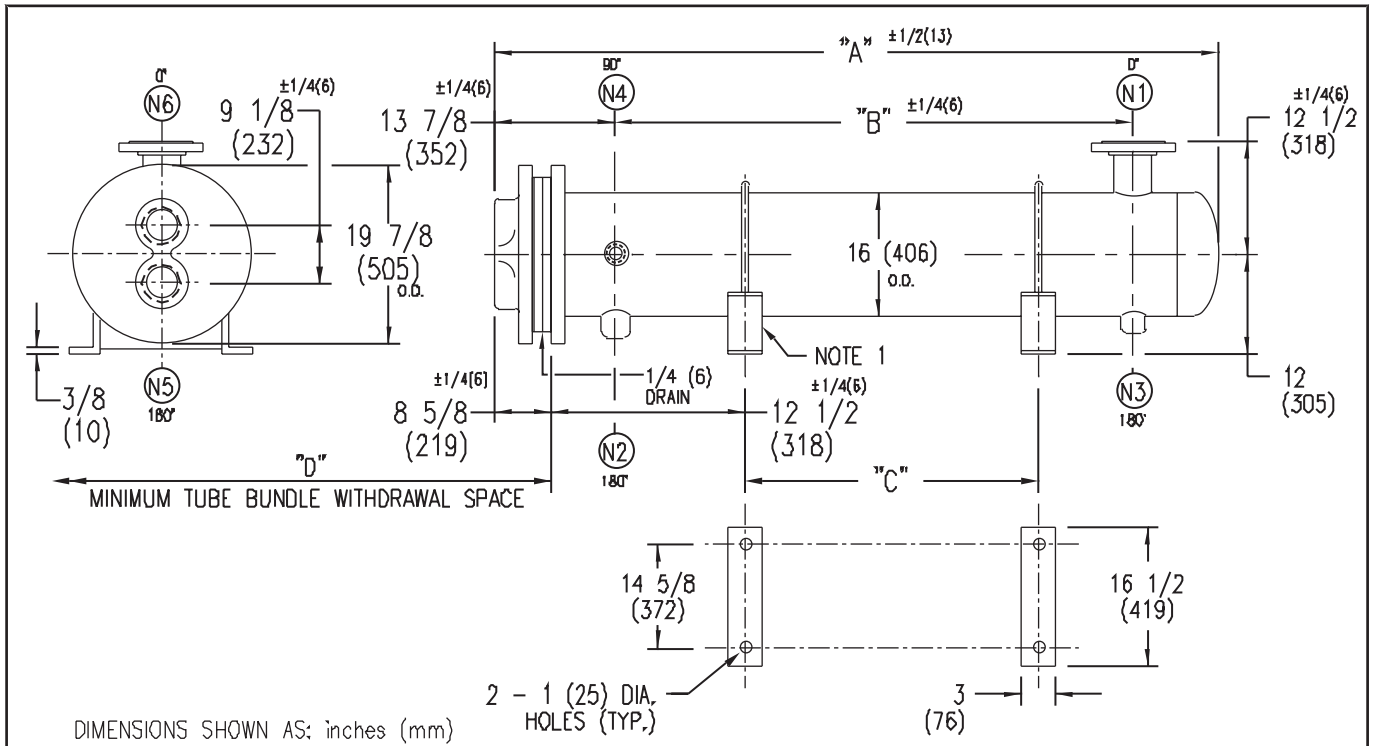 "A" ±1/2(13)
0°
N6
±1/4(6)
9 1/8
(232)
±1/4(6)
13 7/8
(352)
90°
N4
"B" ±1/4(6)
0°
N1
±1/4(6)
12 1/2
(318)
19 7/8
(505)
O.D.
16 (406)
O.D.
NOTE 1
3/8
(10)
N5
180°
±1/4(6)
8 5/8
(219)
1/4 (6)
DRAIN
±1/4(6)
12 1/2
(318)
N2
180°
N3
180°
12
(305)
"D"
MINIMUM TUBE BUNDLE WITHDRAWAL SPACE
"C"
14 5/8
(372)
16 1/2
(419)
2 - 1 (25) DIA.
HOLES (TYP.)
3
(76)
DIMENSIONS SHOWN AS: inches (mm)